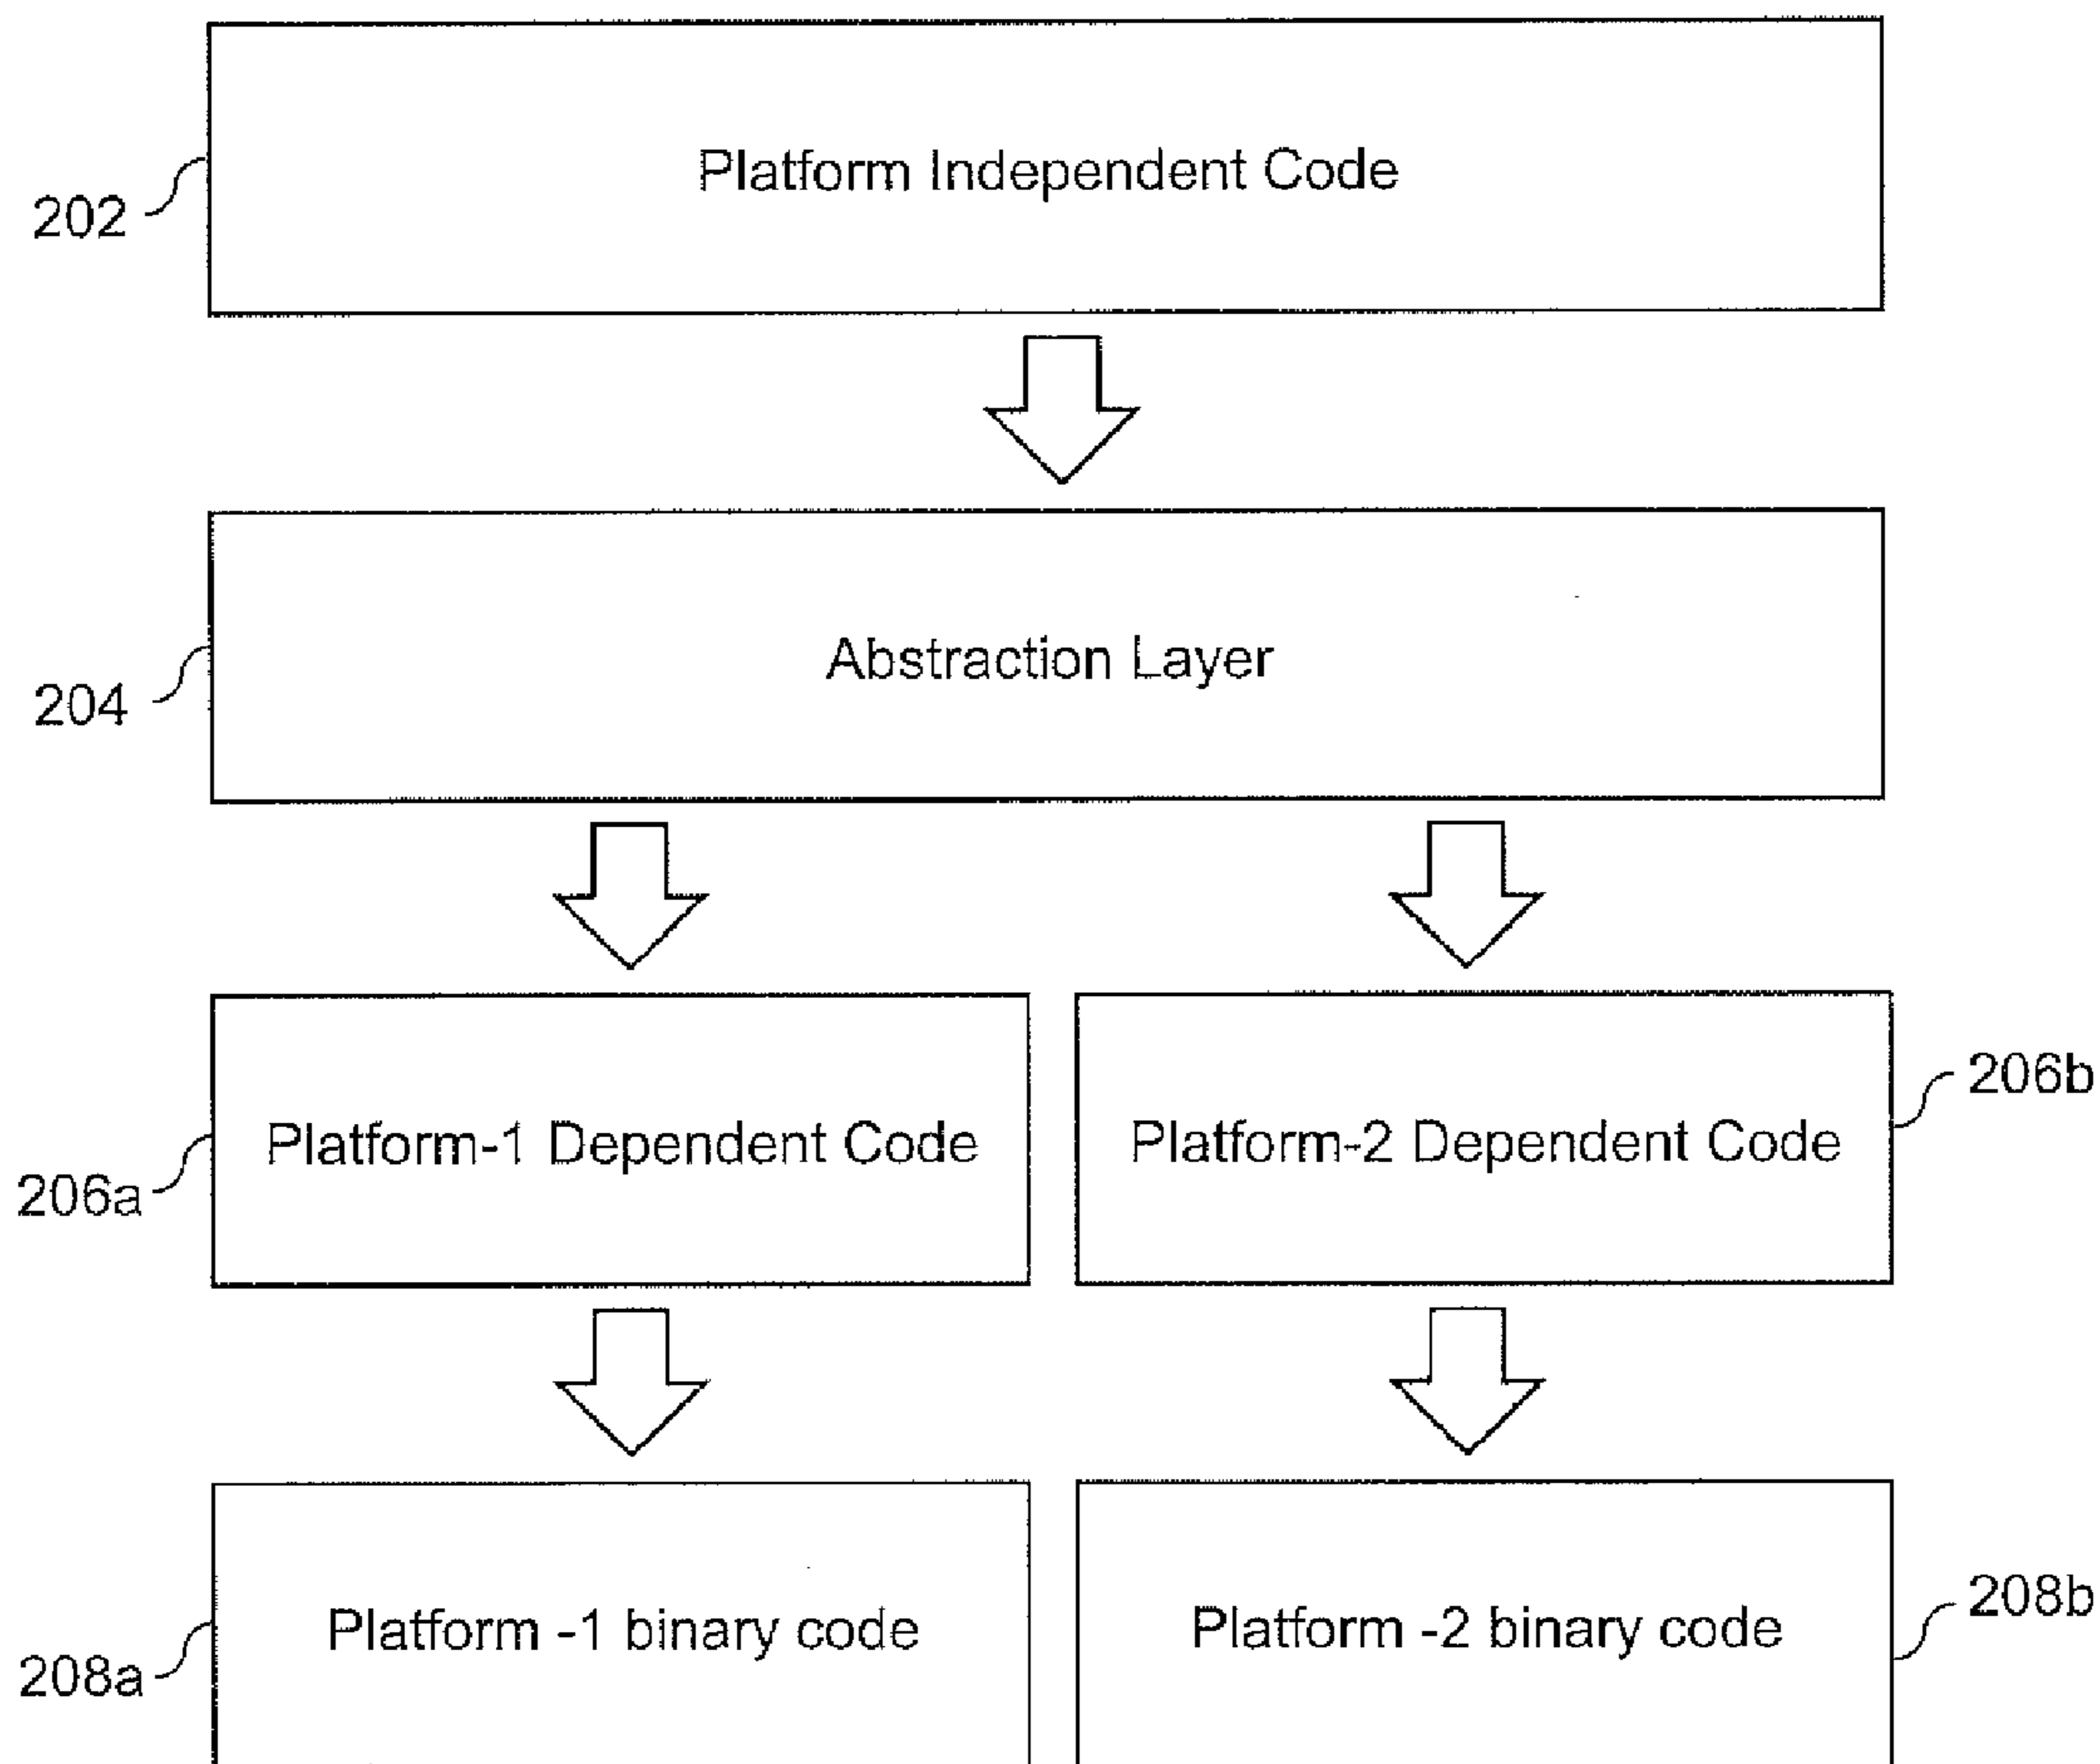 Platform Independent Code
202
Abstraction Layer
204
206b
Platform-1 Dependent Code
Platform-2 Dependent Code
206a
208b
Platform -1 binary code
Platform -2 binary code
208a